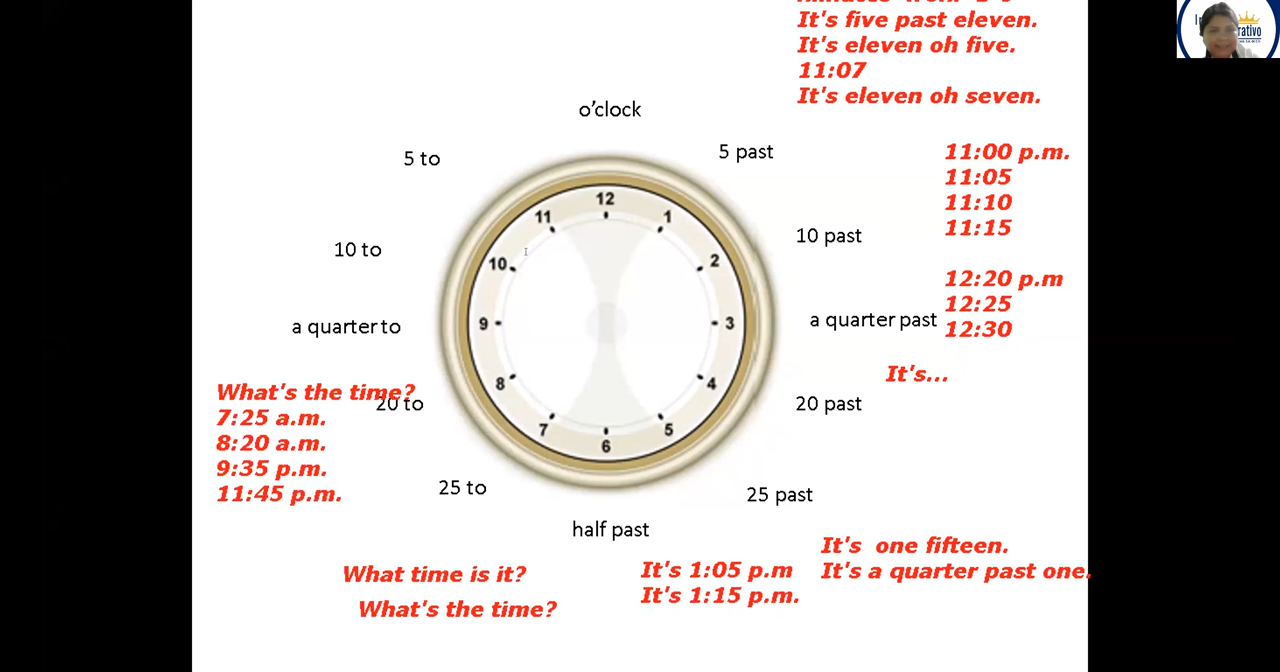 It's five past eleven.
It's eleven oh five.
11:07
It's eleven oh seven.
o'clock
5 to
5 past
11:00 p.m.
11:05
11:10
11:15
10 to
10 past
12
1
2
3
4
5
6
7
8
9
10
11
12:20 p.m
12:25
12:30
a quarter to
a quarter past
It's...
What's the time?
20 to
20 past
7:25 a.m.
8:20 a.m.
9:35 p.m.
11:45 p.m.
25 to
25 past
half past
It's one fifteen.
It's a quarter past one.
What time is it?
What's the time?
It's 1:05 p.m
It's 1:15 p.m.